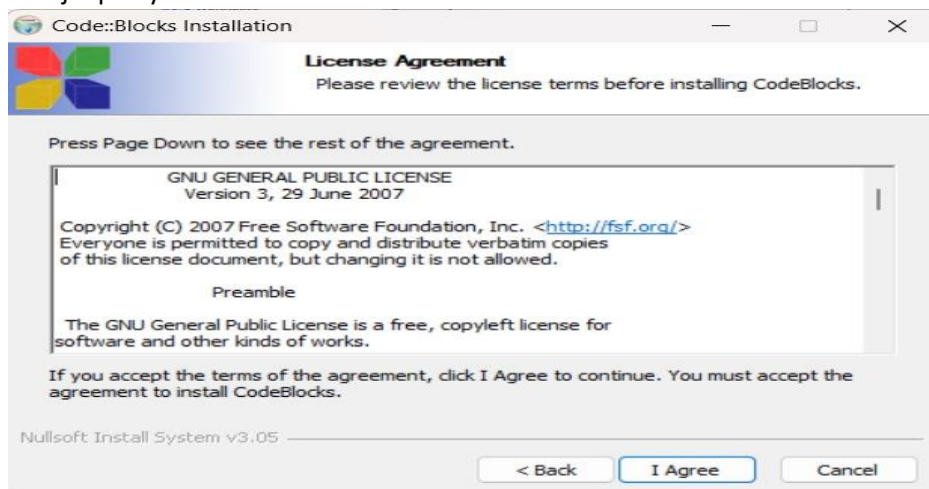 Code::Blocks Installation
License Agreement
Please review the license terms before installing CodeBlocks.
Press Page Down to see the rest of the agreement.
GNU GENERAL PUBLIC LICENSE
Version 3, 29 June 2007
Copyright (C) 2007 Free Software Foundation, Inc. <http://fsf.org/>
Everyone is permitted to copy and distribute verbatim copies
of this license document, but changing it is not allowed.
Preamble
The GNU General Public License is a free, copyleft license for
software and other kinds of works.
If you accept the terms of the agreement, click I Agree to continue. You must accept the
agreement to install CodeBlocks.
Nullsoft Install System v3.05
< Back I Agree Cancel